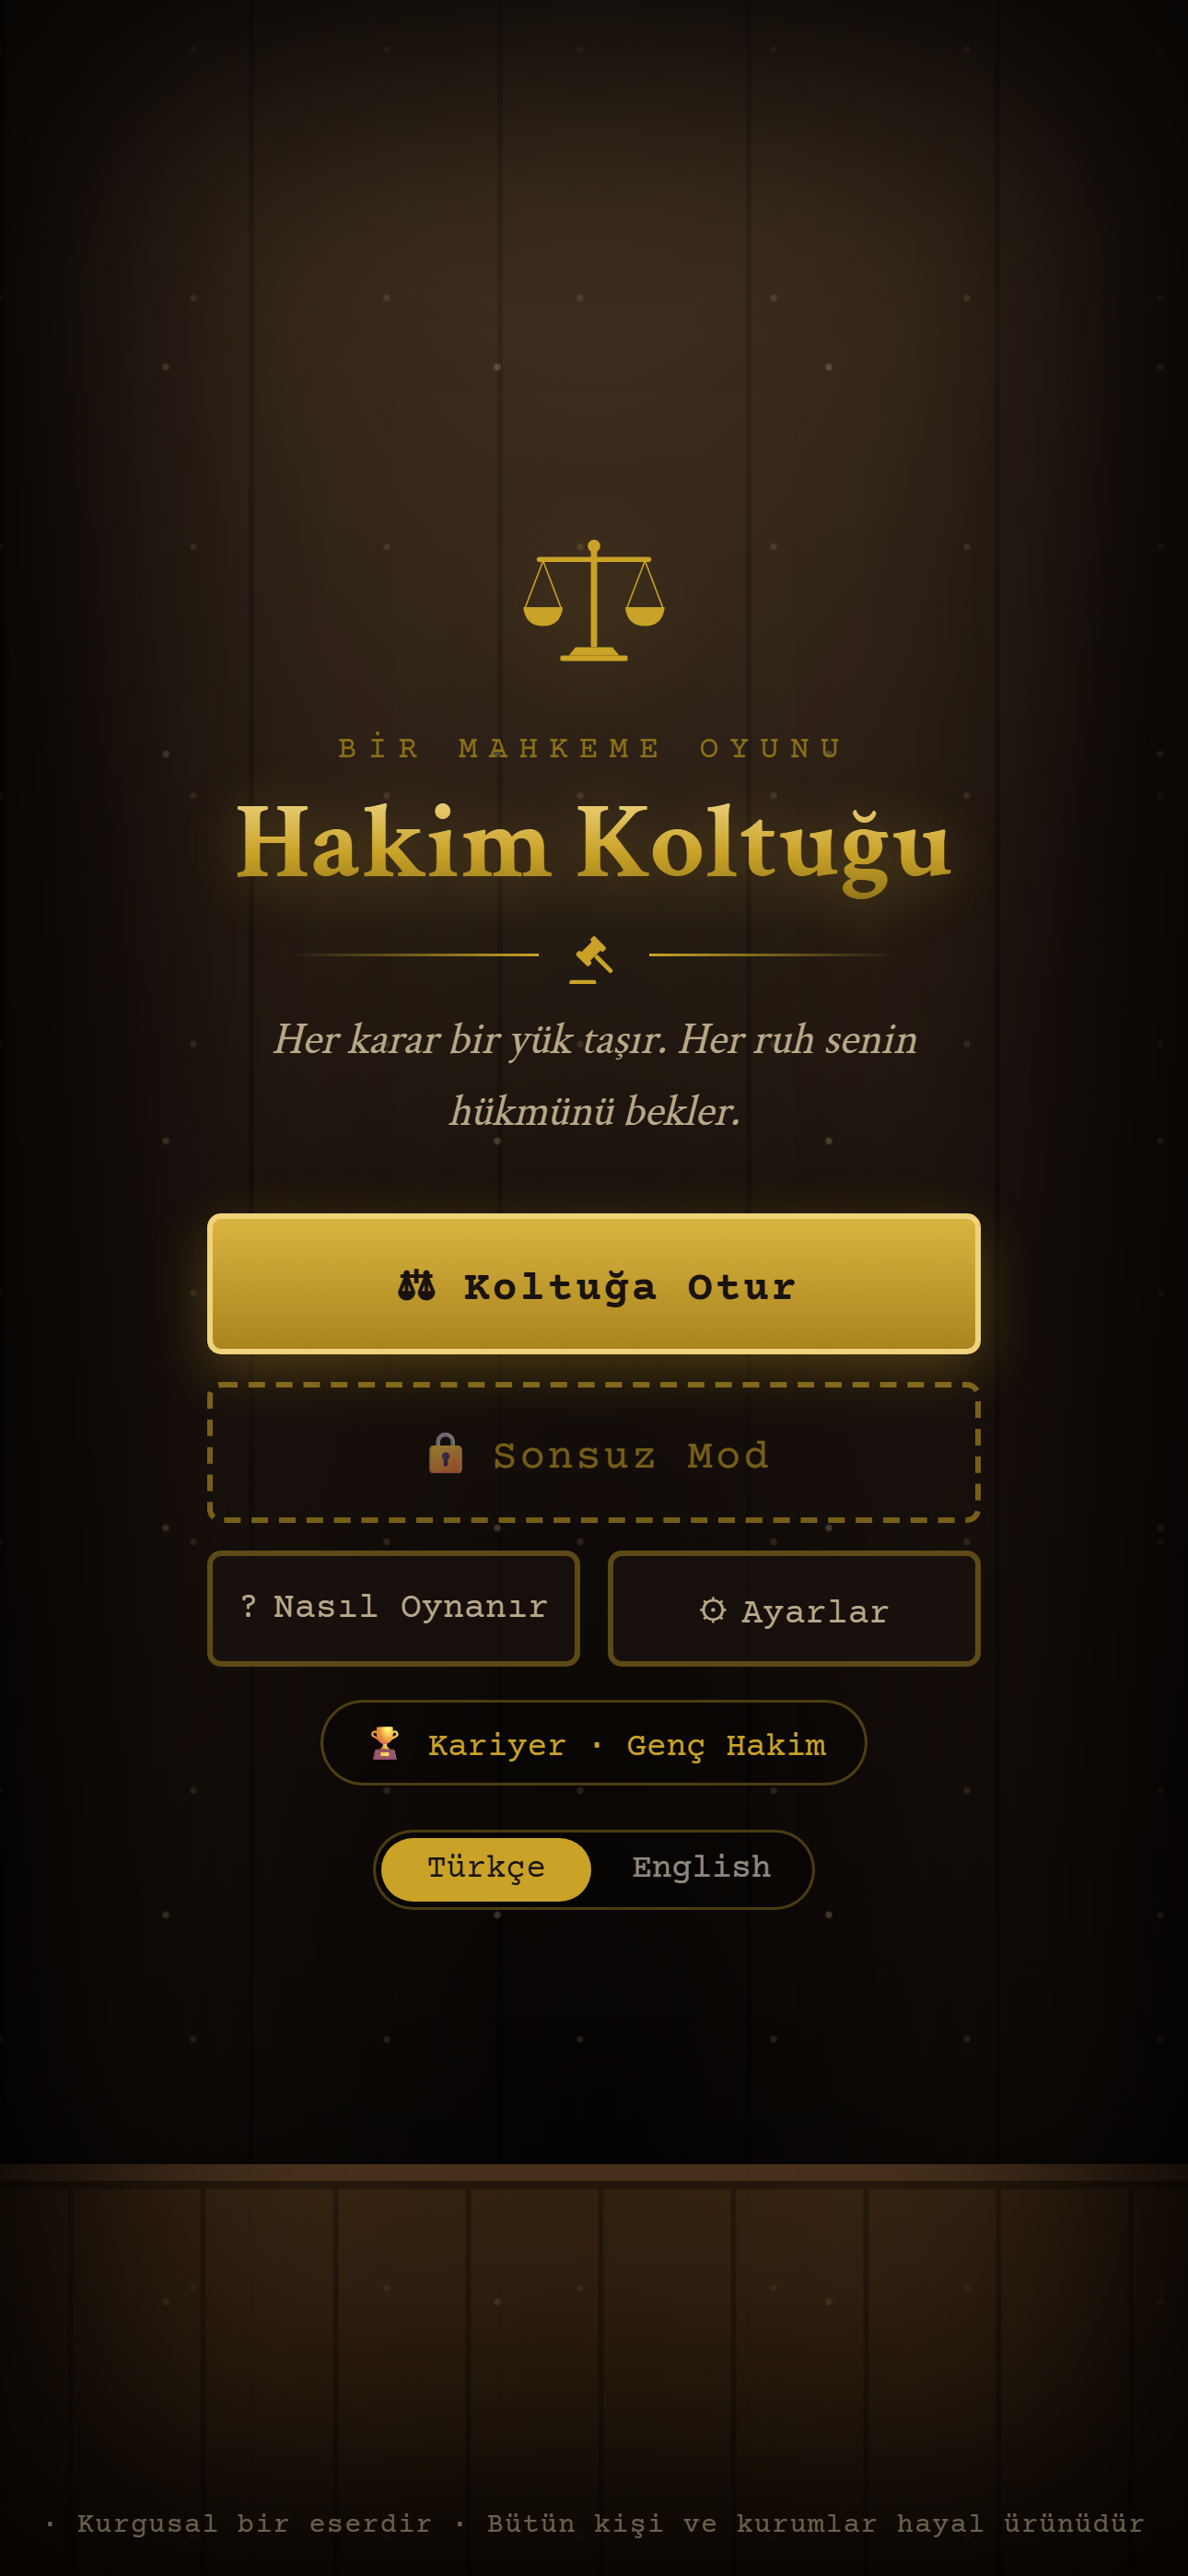 BİR MAHKEME OYUNU
Hakim Koltuğu
Her karar bir yük taşır. Her ruh senin
hükmünü bekler.
Koltuğa Otur
Sonsuz Mod
? Nasıl Oynanır
Ayarlar
Kariyer · Genç Hakim
Türkçe
English
· Kurgusal bir eserdir · Bütün kişi ve kurumlar hayal ürünüdür